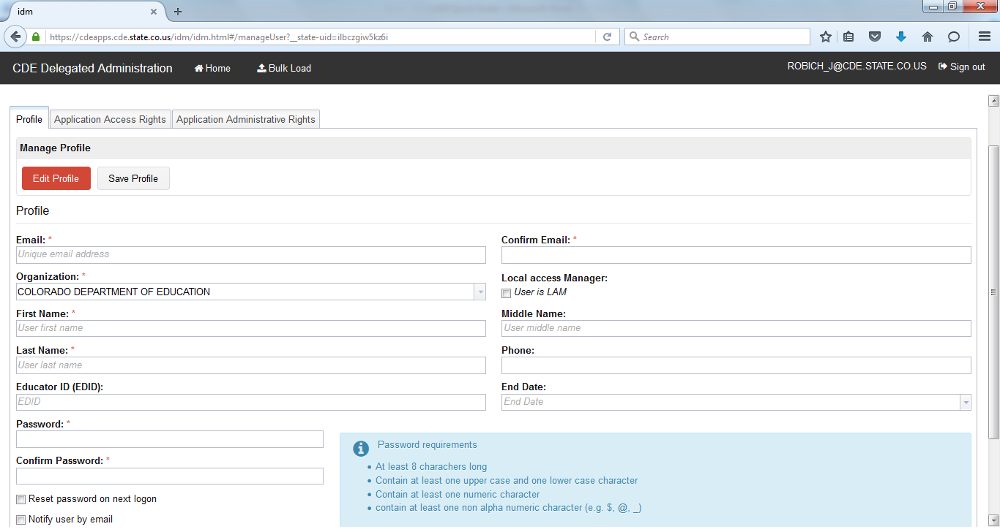 idm
https://cdeapps.cde.state.co.us/idm/idm.html#/manageUser?__state-uid=ilbczgiw5kz6i
Search
CDE Delegated Administration Home Bulk Load ROBICH_J@CDE.STATE.CO.US Sign out
Profile Application Access Rights Application Administrative Rights
Manage Profile
Edit Profile Save Profile
Profile
Email: * Confirm Email: *
Unique email address
Organization: * Local access Manager:
COLORADO DEPARTMENT OF EDUCATION User is LAM
First Name: * Middle Name:
User first name User middle name
Last Name: * Phone:
User last name
Educator ID (EDID): End Date:
EDID End Date
Password: *
Password requirements
Confirm Password: *
• At least 8 charachers long
• Contain at least one upper case and one lower case character
• Contain at least one numeric character
• contain at least one non alpha numeric character (e.g. $, @, _)
Reset password on next logon
Notify user by email